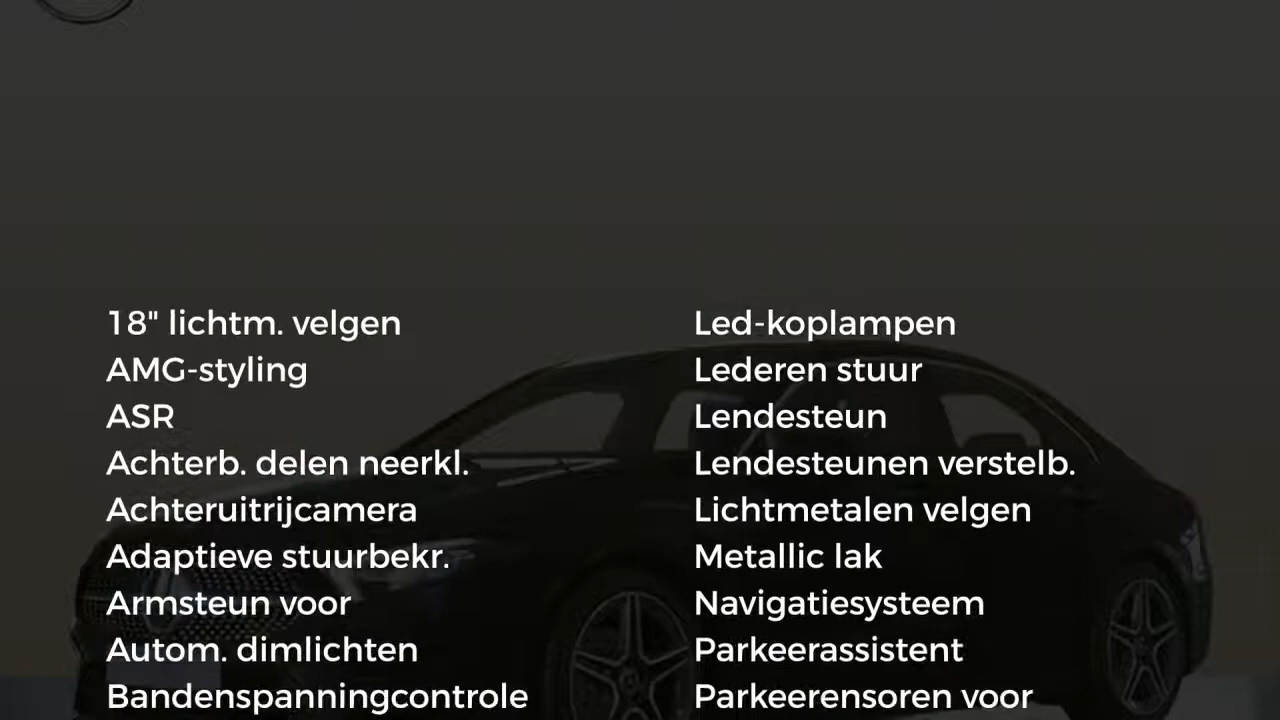 18" lichtm. velgen
AMG-styling
ASR
Achterb. delen neerkl.
Achteruitrijcamera
Adaptieve stuurbekr.
Armsteun voor
Autom. dimlichten
Bandenspanningcontrole
Led-koplampen
Lederen stuur
Lendesteun
Lendesteunen verstelb.
Lichtmetalen velgen
Metallic lak
Navigatiesysteem
Parkeerassistent
Parkeerensoren voor